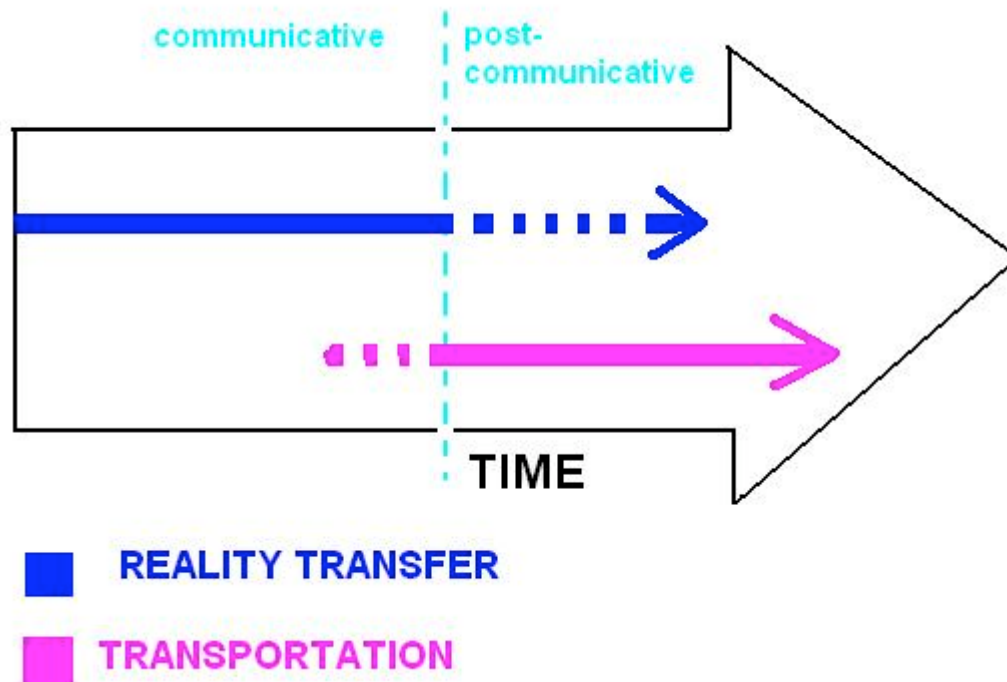 communicative
post-
communicative
TIME
REALITY TRANSFER
TRANSPORTATION